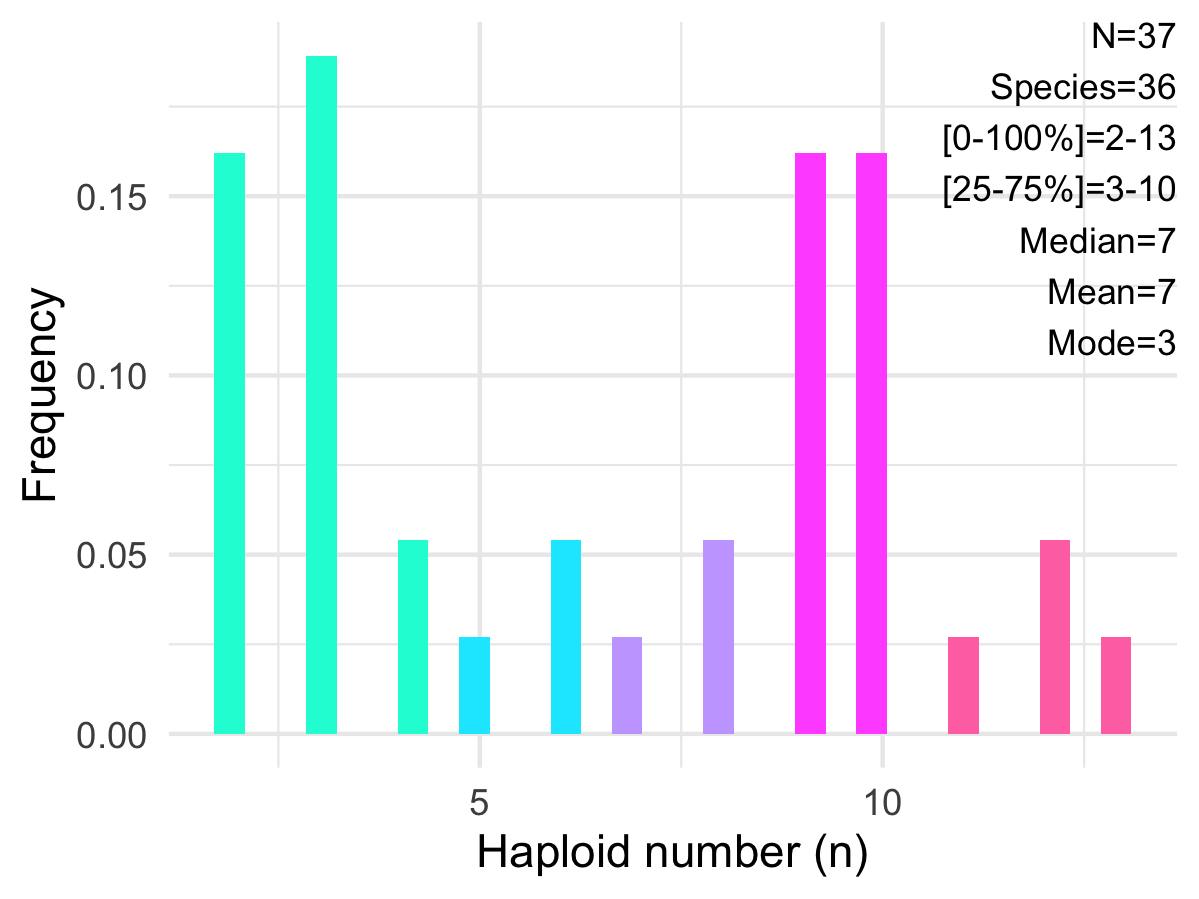 N=37
Species=36
[0-100%]=2-13
[25-75%]=3-10
Median=7
Mean=7
Mode=3
Frequency
0.15
0.10
0.05
0.00
5
10
Haploid number (n)